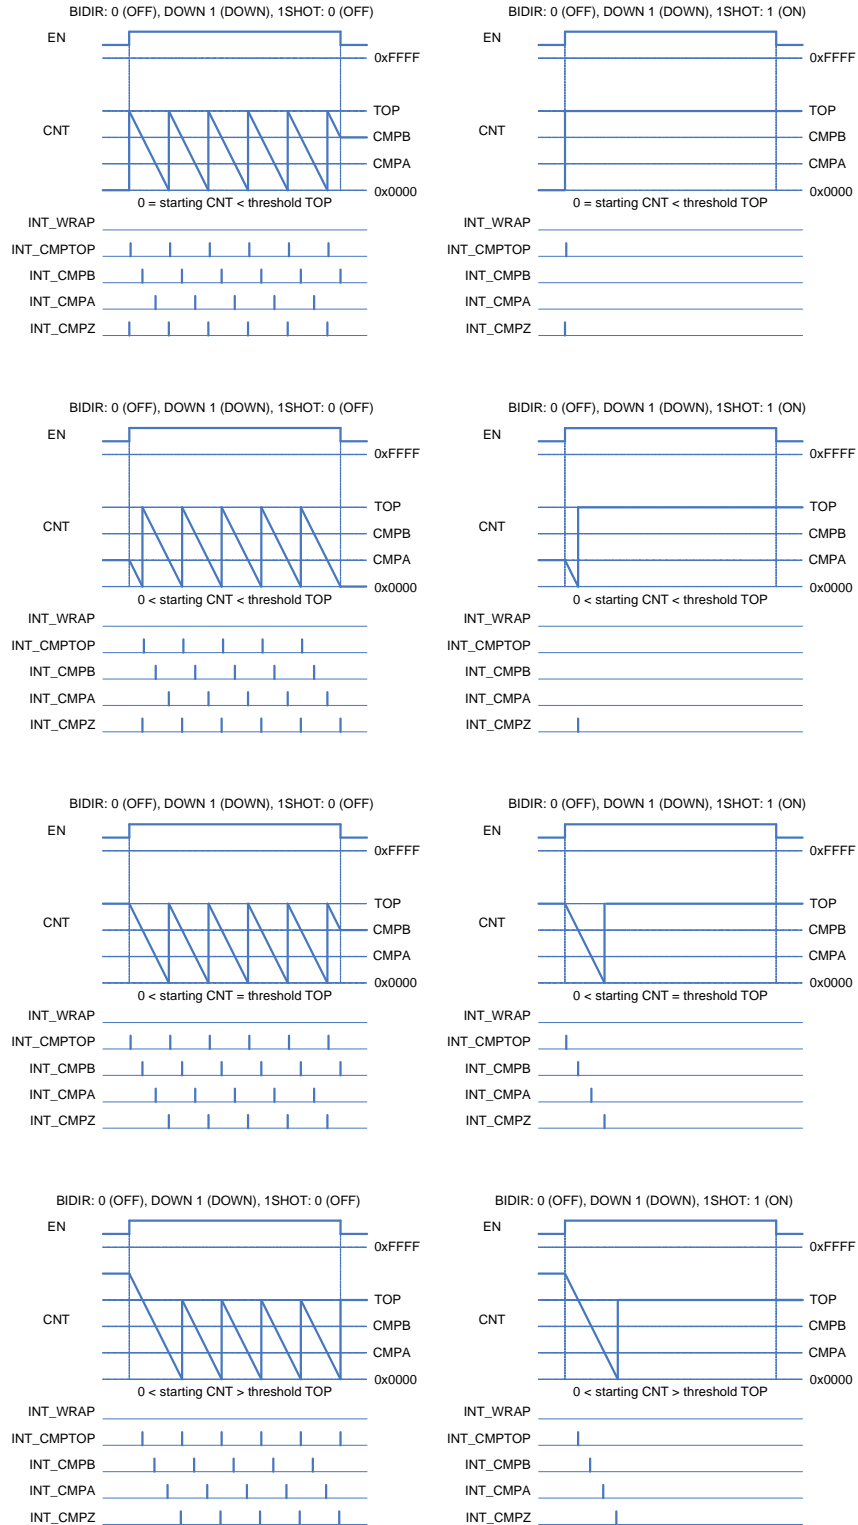 BIDIR: 0 (OFF), DOWN 1 (DOWN), 1SHOT: 0 (OFF)
EN
0xFFFF
TOP
CNT
CMPB
CMPA
0x0000
0 = starting CNT < threshold TOP
INT_WRAP
INT_CMPTOP
INT_CMPB
INT_CMPA
INT_CMPZ
BIDIR: 0 (OFF), DOWN 1 (DOWN), 1SHOT: 1 (ON)
EN
0xFFFF
TOP
CNT
CMPB
CMPA
0x0000
0 = starting CNT < threshold TOP
INT_WRAP
INT_CMPTOP
INT_CMPB
INT_CMPA
INT_CMPZ
BIDIR: 0 (OFF), DOWN 1 (DOWN), 1SHOT: 0 (OFF)
EN
0xFFFF
TOP
CNT
CMPB
CMPA
0x0000
0 < starting CNT < threshold TOP
INT_WRAP
INT_CMPTOP
INT_CMPB
INT_CMPA
INT_CMPZ
BIDIR: 0 (OFF), DOWN 1 (DOWN), 1SHOT: 1 (ON)
EN
0xFFFF
TOP
CNT
CMPB
CMPA
0x0000
0 < starting CNT < threshold TOP
INT_WRAP
INT_CMPTOP
INT_CMPB
INT_CMPA
INT_CMPZ
BIDIR: 0 (OFF), DOWN 1 (DOWN), 1SHOT: 0 (OFF)
EN
0xFFFF
TOP
CNT
CMPB
CMPA
0x0000
0 < starting CNT = threshold TOP
INT_WRAP
INT_CMPTOP
INT_CMPB
INT_CMPA
INT_CMPZ
BIDIR: 0 (OFF), DOWN 1 (DOWN), 1SHOT: 1 (ON)
EN
0xFFFF
TOP
CNT
CMPB
CMPA
0x0000
0 < starting CNT = threshold TOP
INT_WRAP
INT_CMPTOP
INT_CMPB
INT_CMPA
INT_CMPZ
BIDIR: 0 (OFF), DOWN 1 (DOWN), 1SHOT: 0 (OFF)
EN
0xFFFF
TOP
CNT
CMPB
CMPA
0x0000
0 < starting CNT > threshold TOP
INT_WRAP
INT_CMPTOP
INT_CMPB
INT_CMPA
INT_CMPZ
BIDIR: 0 (OFF), DOWN 1 (DOWN), 1SHOT: 1 (ON)
EN
0xFFFF
TOP
CNT
CMPB
CMPA
0x0000
0 < starting CNT > threshold TOP
INT_WRAP
INT_CMPTOP
INT_CMPB
INT_CMPA
INT_CMPZ